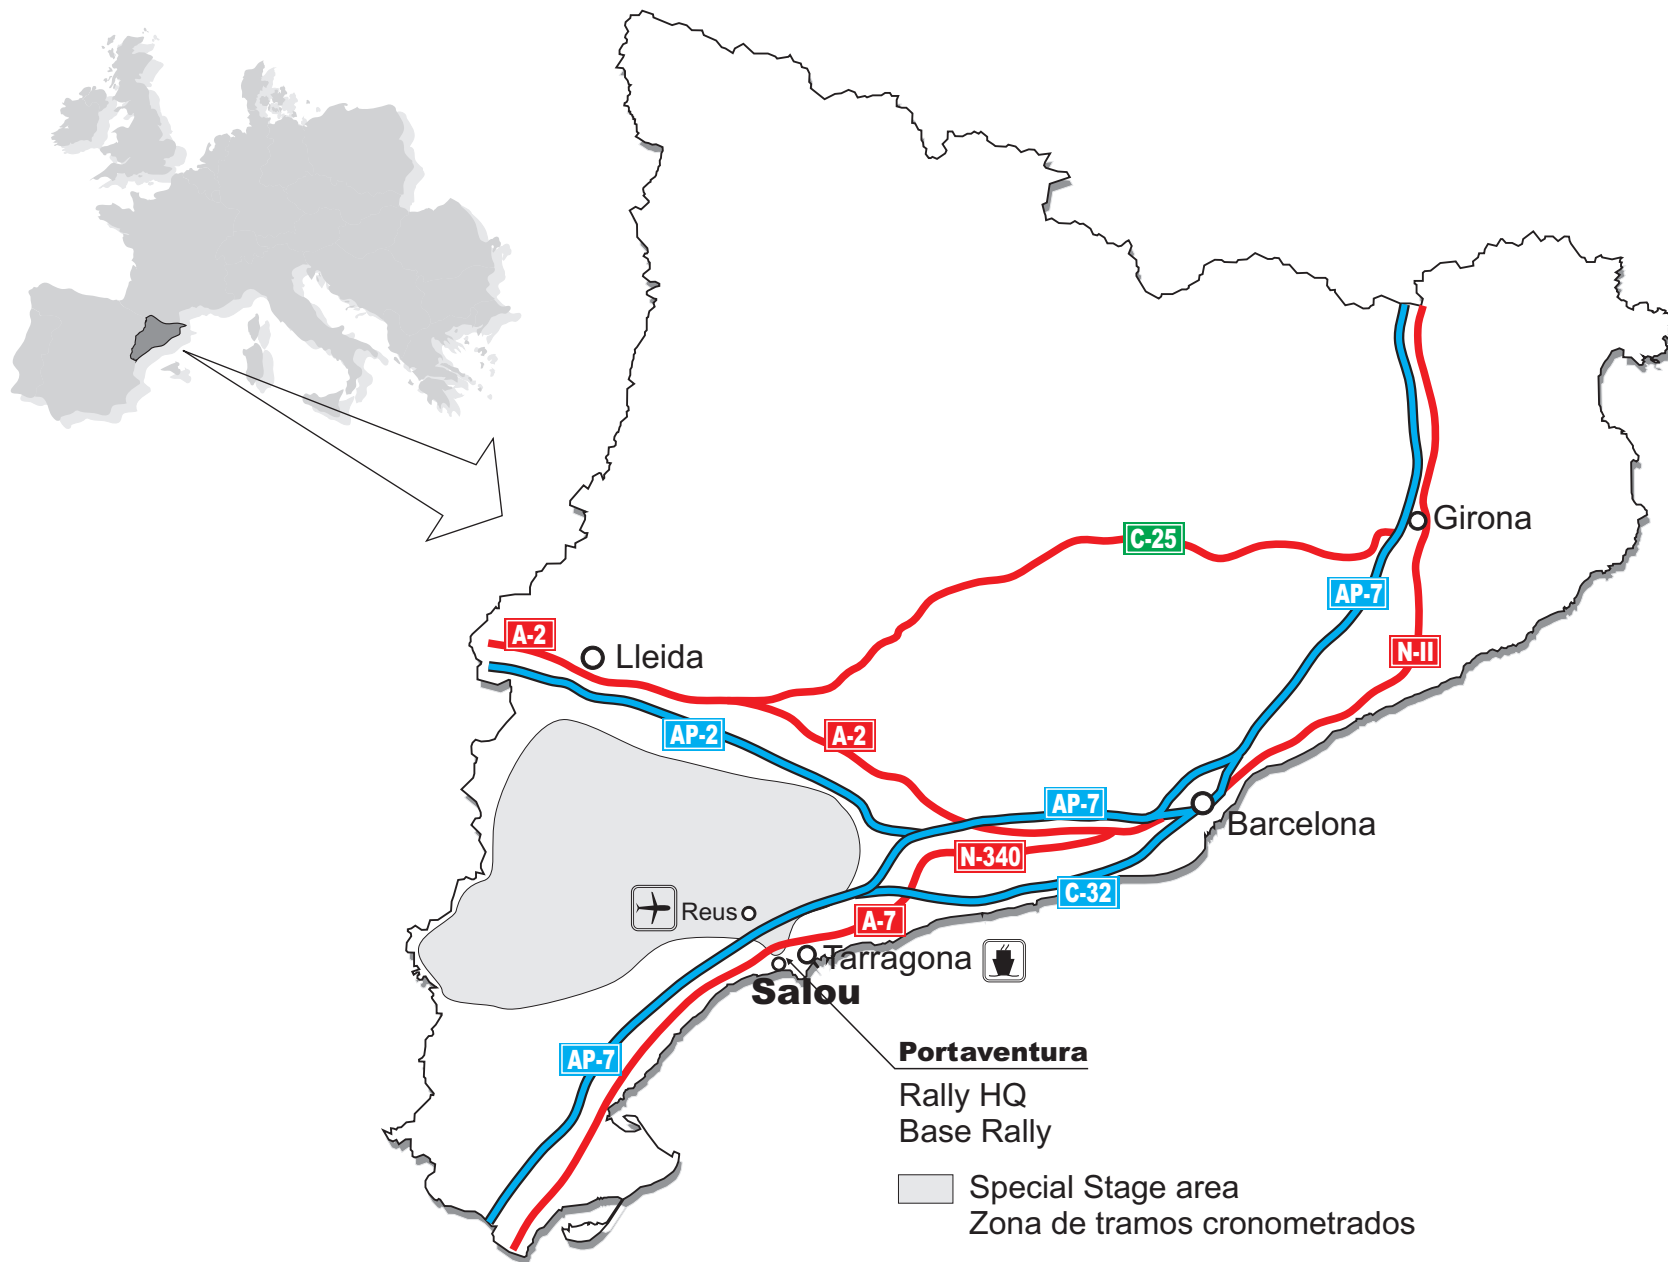 C-25
Girona
AP-7
A-2
Lleida
N-II
AP-2
A-2
AP-7
Barcelona
N-340
C-32
Reus
A-7
Tarragona
Salou
Portaventura
AP-7
Rally HQ
Base Rally
Special Stage area
Zona de tramos cronometrados